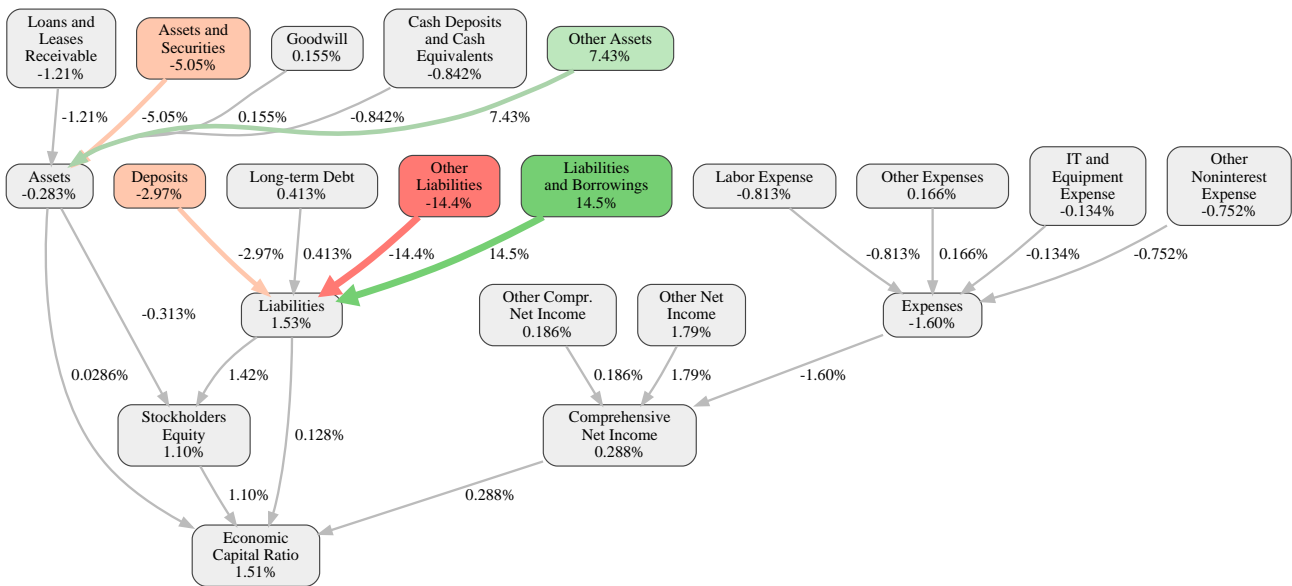 Loans and
Leases
Receivable
-1.21%
Assets and
Securities
-5.05%
Goodwill
0.155%
Cash Deposits
and Cash
Equivalents
-0.842%
Other Assets
7.43%
-1.21%
-5.05%
0.155%
-0.842%
7.43%
Assets
-0.283%
Deposits
-2.97%
Long-term Debt
0.413%
Other
Liabilities
-14.4%
Liabilities
and Borrowings
14.5%
Labor Expense
-0.813%
Other Expenses
0.166%
IT and
Equipment
Expense
-0.134%
Other
Noninterest
Expense
-0.752%
-2.97%
0.413%
-14.4%
14.5%
-0.813%
0.166%
-0.134%
-0.752%
Liabilities
1.53%
Other Compr.
Net Income
0.186%
Other Net
Income
1.79%
Expenses
-1.60%
-0.313%
0.0286%
1.42%
0.186%
1.79%
-1.60%
Stockholders
Equity
1.10%
0.128%
Comprehensive
Net Income
0.288%
1.10%
0.288%
Economic
Capital Ratio
1.51%